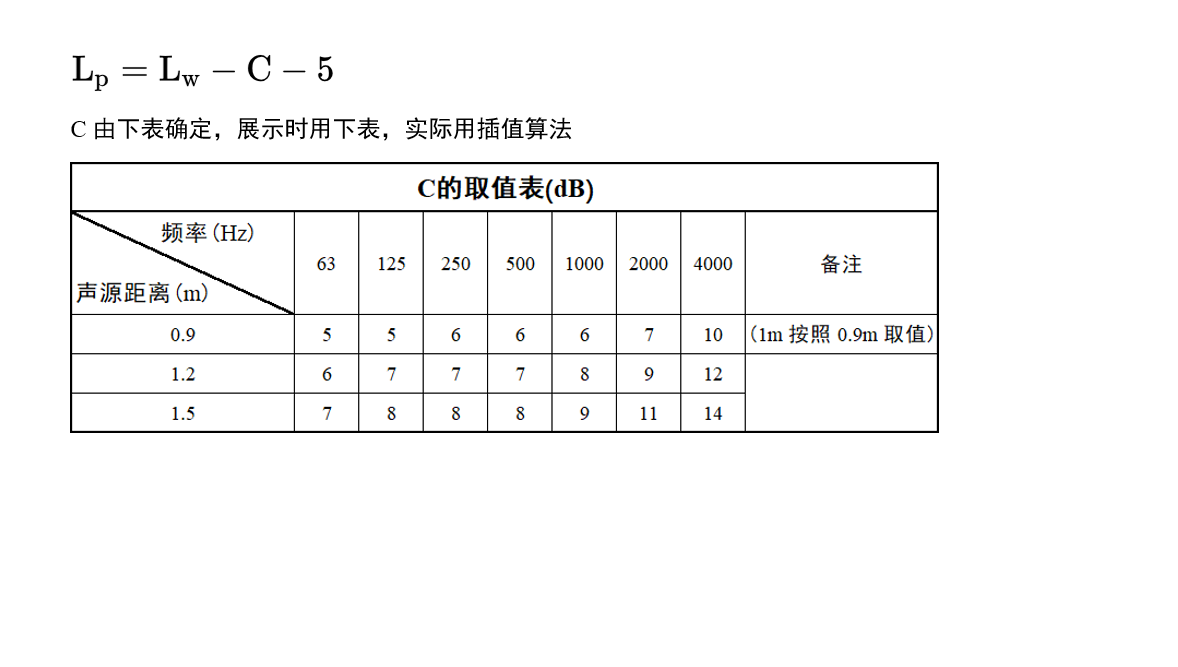 Lp = Lw − C − 5
C 由下表确定，展示时用下表，实际用插值算法
C的取值表(dB)
频率(Hz)
声源距离(m)
63 125 250 500 1000 2000 4000 备注
0.9 5 5 6 6 6 7 10 (1m 按照 0.9m 取值)
1.2 6 7 7 7 8 9 12
1.5 7 8 8 8 9 11 14